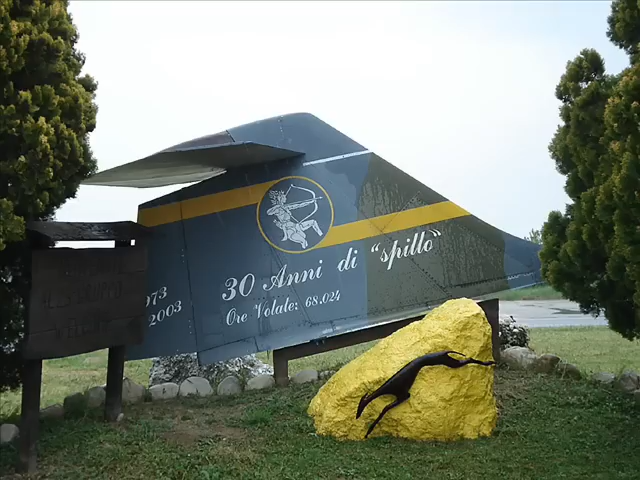 30 Anni di "spillo"
973
2003
Ore Volate: 68.024